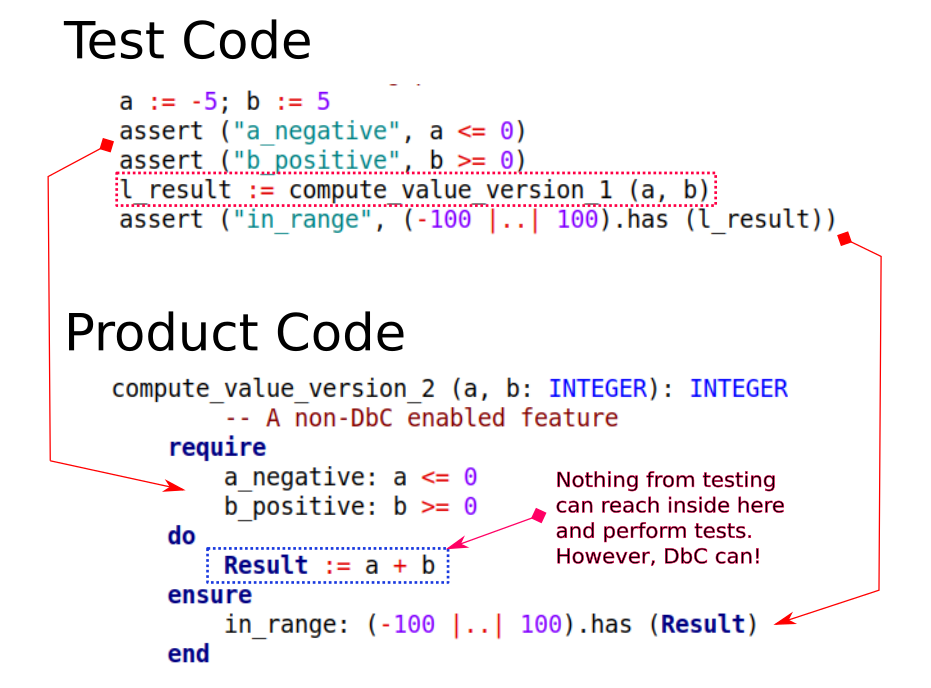 Test Code
a := -5; b := 5
assert ("a_negative", a <= 0)
assert ("b_positive", b >= 0)
l_result := compute_value_version_1 (a, b)
assert ("in_range", (-100 |..| 100).has (l_result))
Product Code
compute_value_version_2 (a, b: INTEGER): INTEGER
-- A non-DbC enabled feature
require
a_negative: a <= 0
b_positive: b >= 0
do
Result := a + b
ensure
in_range: (-100 |..| 100).has (Result)
end
Nothing from testing
can reach inside here
and perform tests.
However, DbC can!